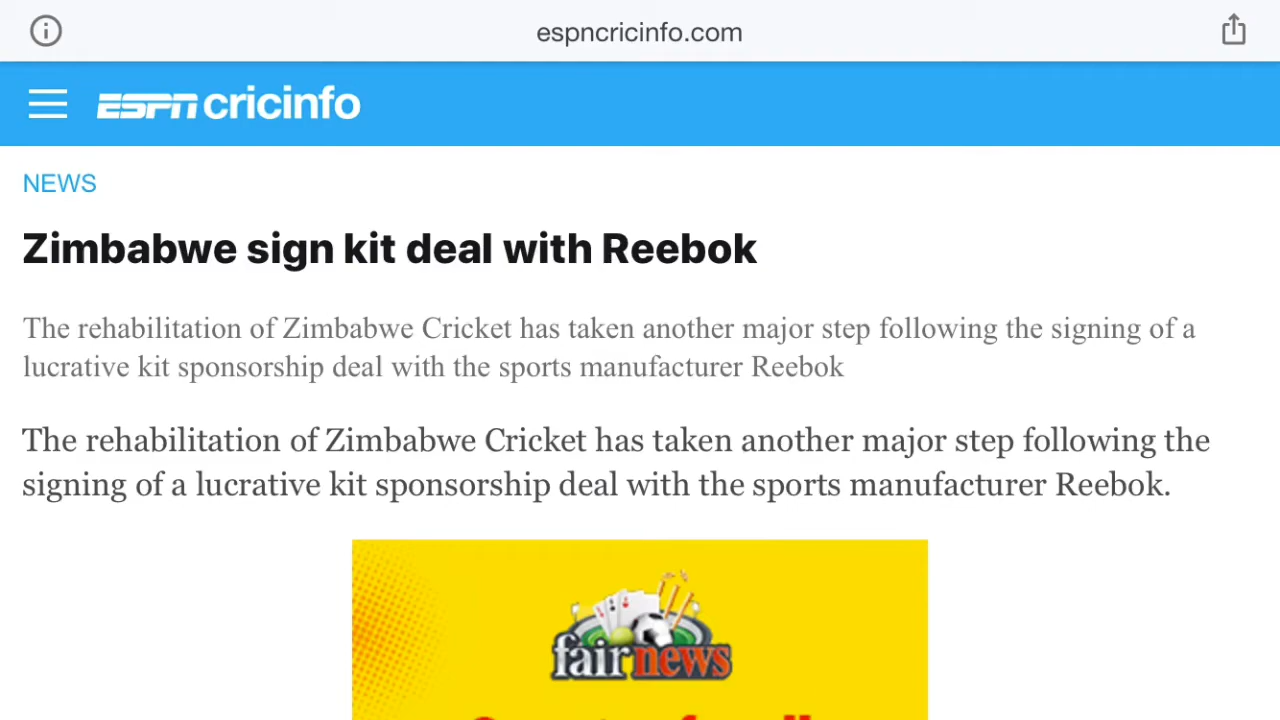 espncricinfo.com
ESPN cricinfo
NEWS
Zimbabwe sign kit deal with Reebok
The rehabilitation of Zimbabwe Cricket has taken another major step following the signing of a
lucrative kit sponsorship deal with the sports manufacturer Reebok
The rehabilitation of Zimbabwe Cricket has taken another major step following the
signing of a lucrative kit sponsorship deal with the sports manufacturer Reebok.
fairnews